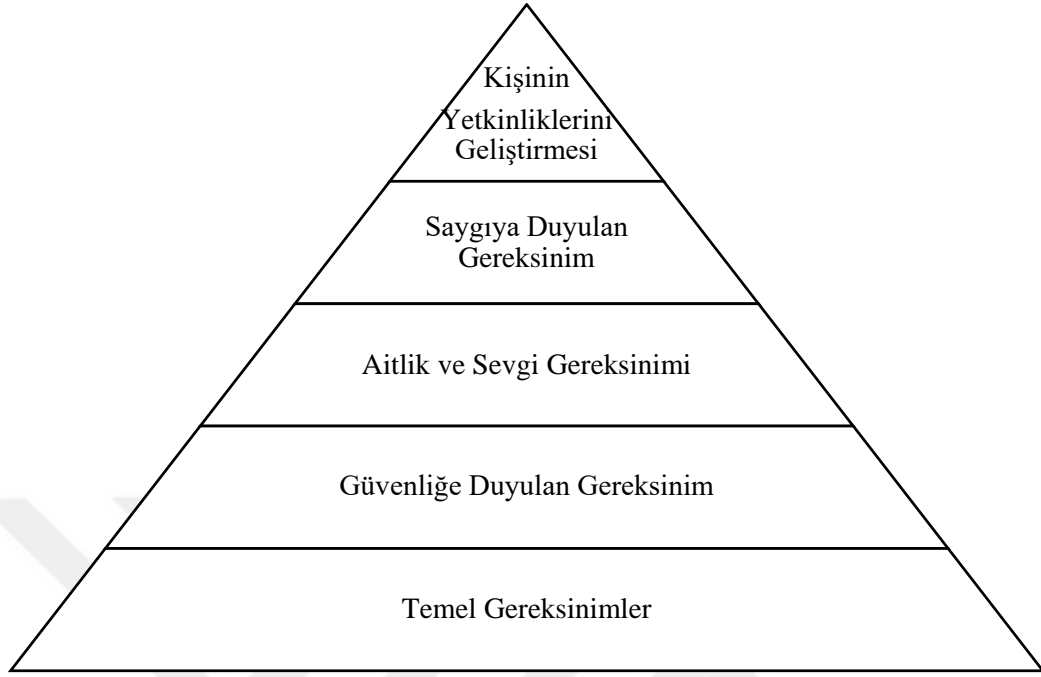 Kişinin
Yetkinliklerini
Geliştirmesi
Saygıya Duyulan
Gereksinim
Aitlik ve Sevgi Gereksinimi
Güvenliğe Duyulan Gereksinim
Temel Gereksinimler